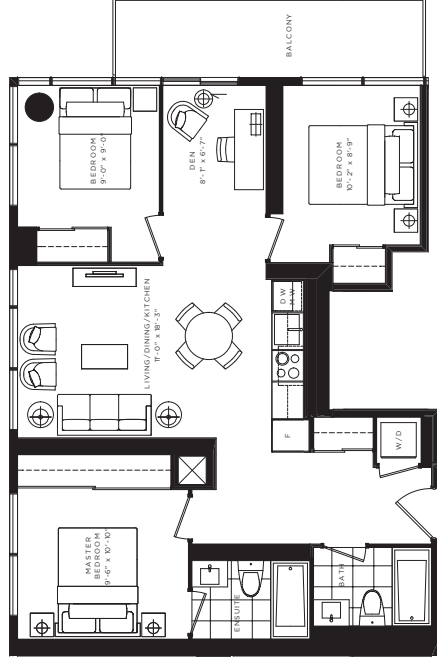 BALCONY
BEDROOM
9'-0" x 9'-0"
DEN
8'-1" x 6'-7"
BEDROOM
10'-2" x 8'-9"
LIVING/DINING/KITCHEN
11'-0" x 18'-3"
DW
MW
F
W/D
MASTER
BEDROOM
9'-6" x 10'-10"
ENSUITE
BATH